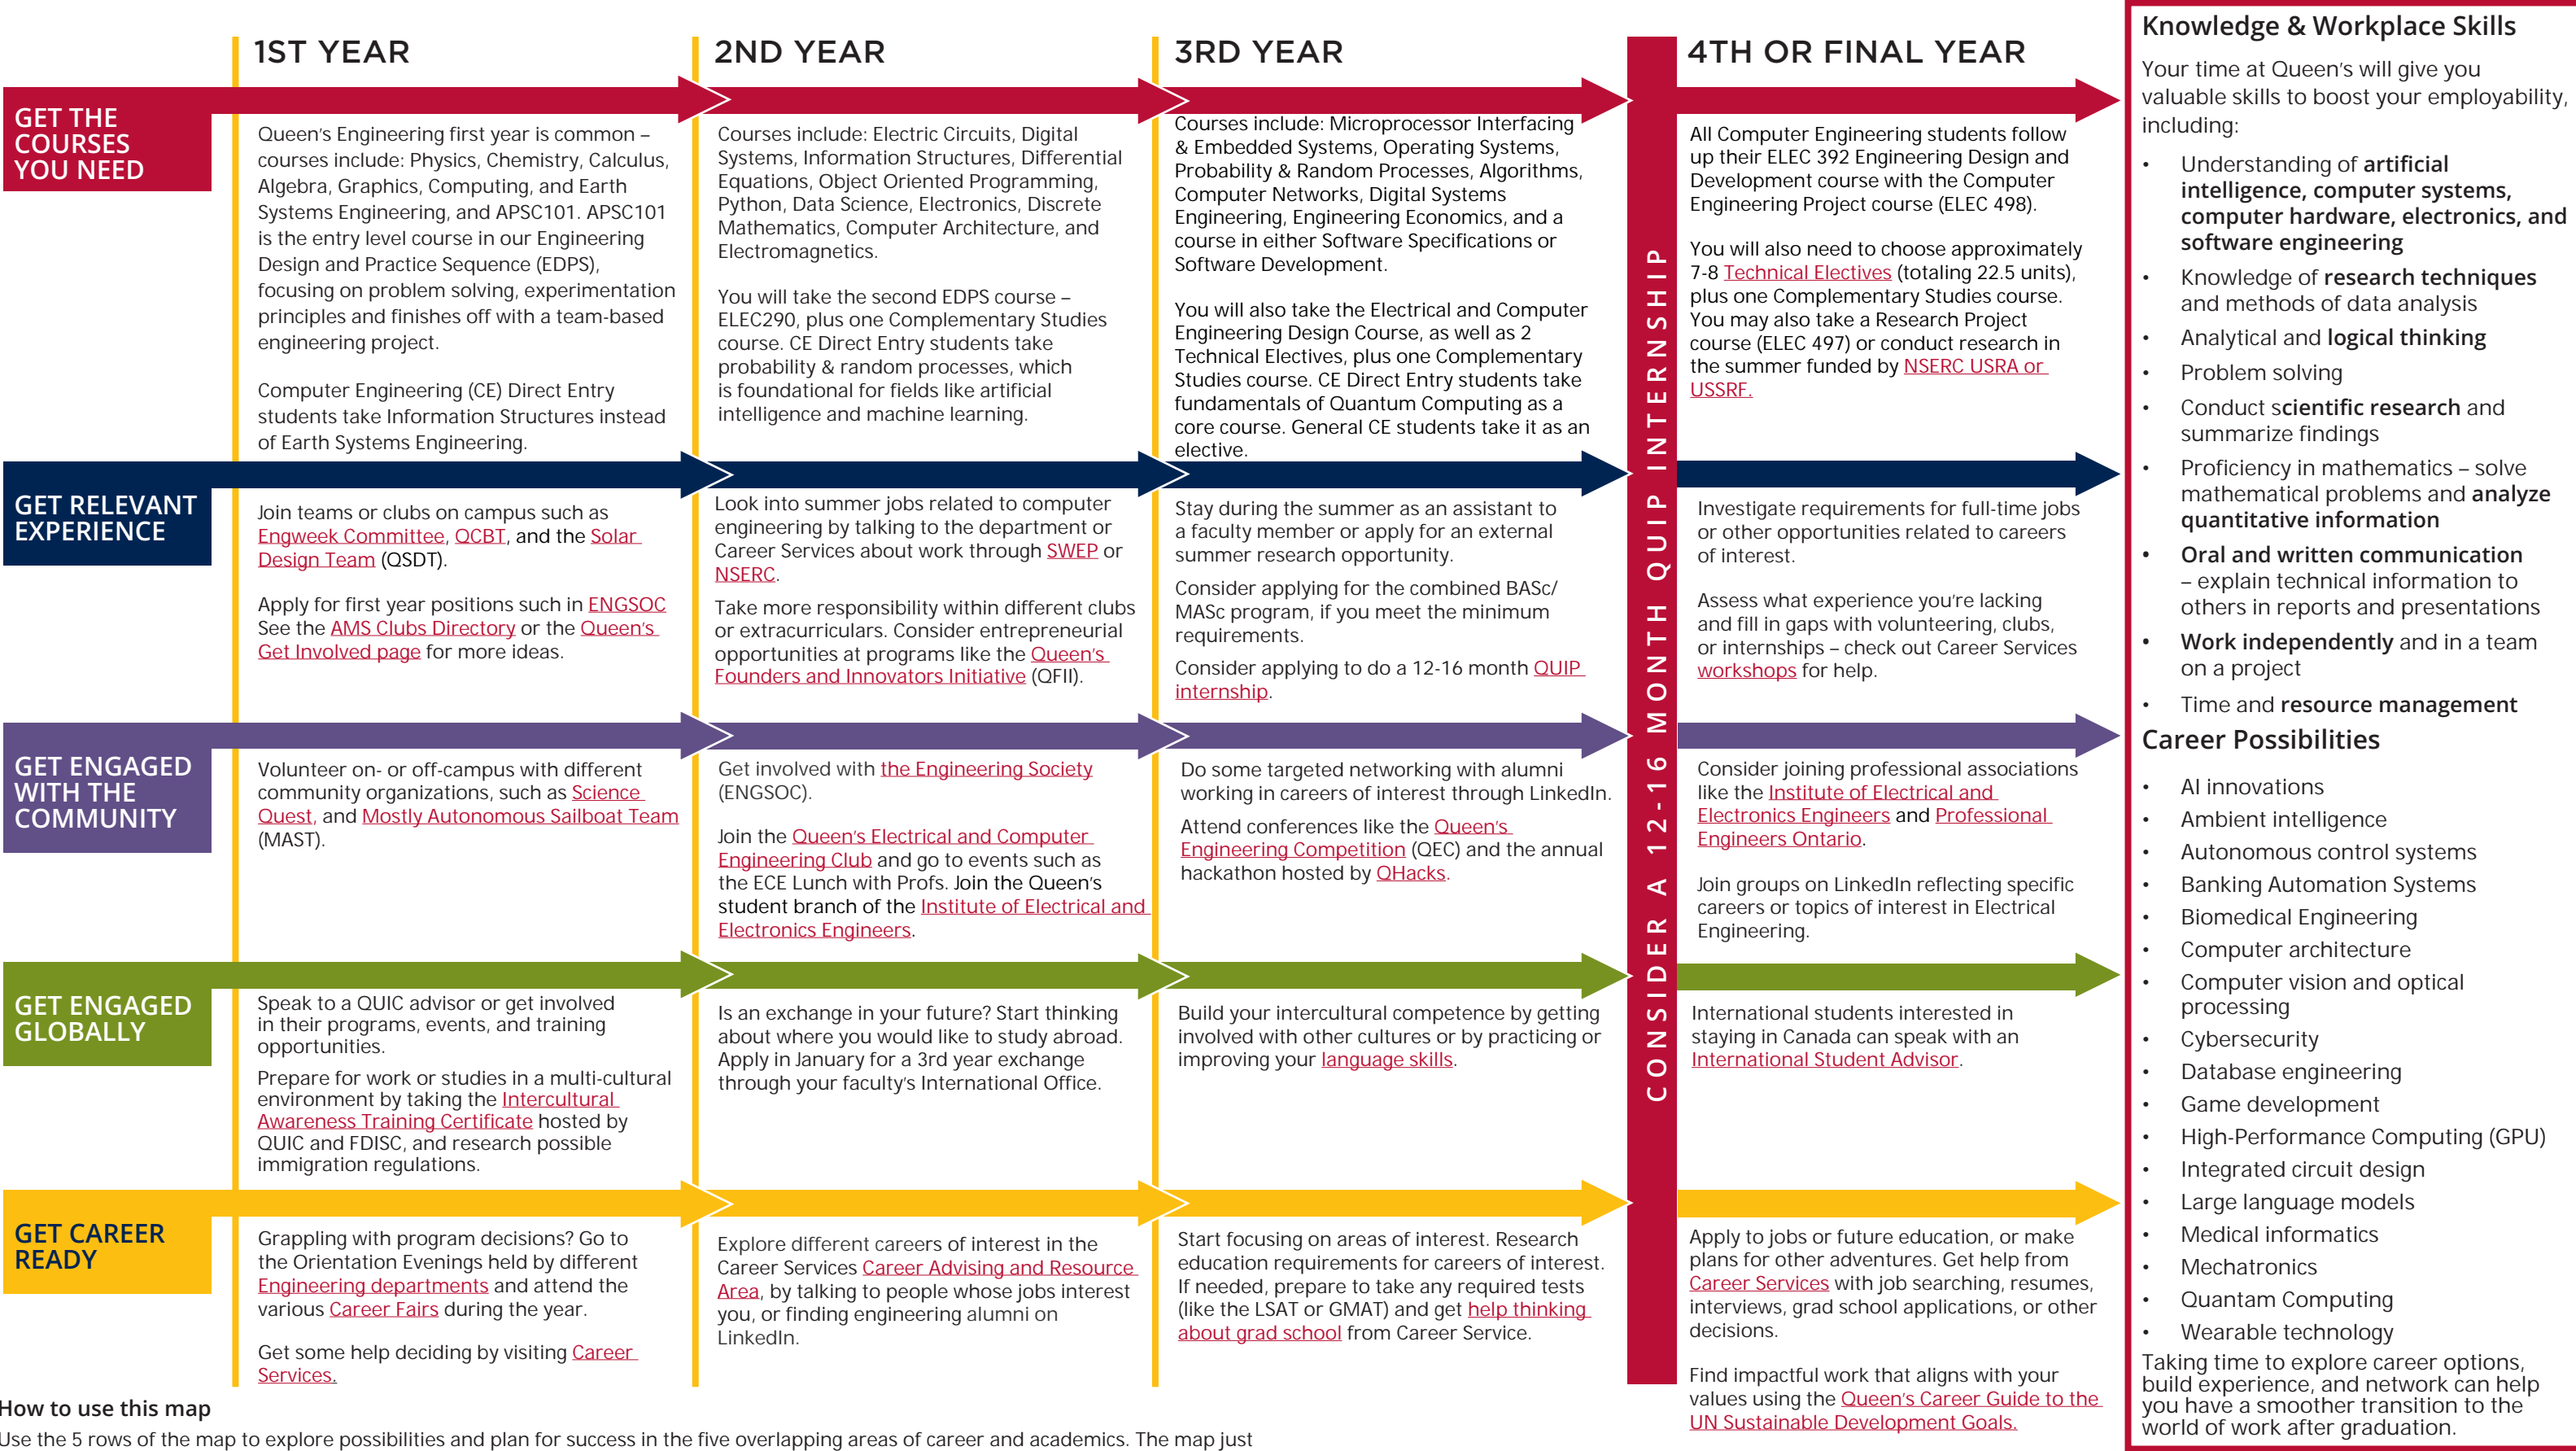 1ST YEAR
2ND YEAR
3RD YEAR
4TH OR FINAL YEAR
GET THE
COURSES
YOU NEED
Queen's Engineering first year is common –
courses include: Physics, Chemistry, Calculus,
Algebra, Graphics, Computing, and Earth
Systems Engineering, and APSC101. APSC101
is the entry level course in our Engineering
Design and Practice Sequence (EDPS),
focusing on problem solving, experimentation
principles and finishes off with a team-based
engineering project.
Computer Engineering (CE) Direct Entry
students take Information Structures instead
of Earth Systems Engineering.
Courses include: Electric Circuits, Digital
Systems, Information Structures, Differential
Equations, Object Oriented Programming,
Python, Data Science, Electronics, Discrete
Mathematics, Computer Architecture, and
Electromagnetics.
You will take the second EDPS course –
ELEC290, plus one Complementary Studies
course. CE Direct Entry students take
probability & random processes, which
is foundational for fields like artificial
intelligence and machine learning.
Courses include: Microprocessor Interfacing
& Embedded Systems, Operating Systems,
Probability & Random Processes, Algorithms,
Computer Networks, Digital Systems
Engineering, Engineering Economics, and a
course in either Software Specifications or
Software Development.
You will also take the Electrical and Computer
Engineering Design Course, as well as 2
Technical Electives, plus one Complementary
Studies course. CE Direct Entry students take
fundamentals of Quantum Computing as a
core course. General CE students take it as an
elective.
CONSIDER A 12-16 MONTH QUIP INTERNSHIP
All Computer Engineering students follow
up their ELEC 392 Engineering Design and
Development course with the Computer
Engineering Project course (ELEC 498).
You will also need to choose approximately
7-8 Technical Electives (totaling 22.5 units),
plus one Complementary Studies course.
You may also take a Research Project
course (ELEC 497) or conduct research in
the summer funded by NSERC USRA or
USSRF.
GET RELEVANT
EXPERIENCE
Join teams or clubs on campus such as
Engweek Committee, QCBT, and the Solar
Design Team (QSDT).
Apply for first year positions such in ENGSOC
See the AMS Clubs Directory or the Queen's
Get Involved page for more ideas.
Look into summer jobs related to computer
engineering by talking to the department or
Career Services about work through SWEP or
NSERC.
Take more responsibility within different clubs
or extracurriculars. Consider entrepreneurial
opportunities at programs like the Queen's
Founders and Innovators Initiative (QFII).
Stay during the summer as an assistant to
a faculty member or apply for an external
summer research opportunity.
Consider applying for the combined BASc/
MASc program, if you meet the minimum
requirements.
Consider applying to do a 12-16 month QUIP
internship.
Investigate requirements for full-time jobs
or other opportunities related to careers
of interest.
Assess what experience you're lacking
and fill in gaps with volunteering, clubs,
or internships – check out Career Services
workshops for help.
GET ENGAGED
WITH THE
COMMUNITY
Volunteer on- or off-campus with different
community organizations, such as Science
Quest, and Mostly Autonomous Sailboat Team
(MAST).
Get involved with the Engineering Society
(ENGSOC).
Join the Queen's Electrical and Computer
Engineering Club and go to events such as
the ECE Lunch with Profs. Join the Queen's
student branch of the Institute of Electrical and
Electronics Engineers.
Do some targeted networking with alumni
working in careers of interest through LinkedIn.
Attend conferences like the Queen's
Engineering Competition (QEC) and the annual
hackathon hosted by QHacks.
Consider joining professional associations
like the Institute of Electrical and
Electronics Engineers and Professional
Engineers Ontario.
Join groups on LinkedIn reflecting specific
careers or topics of interest in Electrical
Engineering.
GET ENGAGED
GLOBALLY
Speak to a QUIC advisor or get involved
in their programs, events, and training
opportunities.
Prepare for work or studies in a multi-cultural
environment by taking the Intercultural
Awareness Training Certificate hosted by
QUIC and FDISC, and research possible
immigration regulations.
Is an exchange in your future? Start thinking
about where you would like to study abroad.
Apply in January for a 3rd year exchange
through your faculty's International Office.
Build your intercultural competence by getting
involved with other cultures or by practicing or
improving your language skills.
International students interested in
staying in Canada can speak with an
International Student Advisor.
GET CAREER
READY
Grappling with program decisions? Go to
the Orientation Evenings held by different
Engineering departments and attend the
various Career Fairs during the year.
Get some help deciding by visiting Career
Services.
Explore different careers of interest in the
Career Services Career Advising and Resource
Area, by talking to people whose jobs interest
you, or finding engineering alumni on
LinkedIn.
Start focusing on areas of interest. Research
education requirements for careers of interest.
If needed, prepare to take any required tests
(like the LSAT or GMAT) and get help thinking
about grad school from Career Service.
Apply to jobs or future education, or make
plans for other adventures. Get help from
Career Services with job searching, resumes,
interviews, grad school applications, or other
decisions.
Find impactful work that aligns with your
values using the Queen's Career Guide to the
UN Sustainable Development Goals.
Knowledge & Workplace Skills
Your time at Queen's will give you
valuable skills to boost your employability,
including:
• Understanding of artificial
intelligence, computer systems,
computer hardware, electronics, and
software engineering
• Knowledge of research techniques
and methods of data analysis
• Analytical and logical thinking
• Problem solving
• Conduct scientific research and
summarize findings
• Proficiency in mathematics – solve
mathematical problems and analyze
quantitative information
• Oral and written communication
– explain technical information to
others in reports and presentations
• Work independently and in a team
on a project
• Time and resource management
Career Possibilities
• AI innovations
• Ambient intelligence
• Autonomous control systems
• Banking Automation Systems
• Biomedical Engineering
• Computer architecture
• Computer vision and optical
processing
• Cybersecurity
• Database engineering
• Game development
• High-Performance Computing (GPU)
• Integrated circuit design
• Large language models
• Medical informatics
• Mechatronics
• Quantam Computing
• Wearable technology
Taking time to explore career options,
build experience, and network can help
you have a smoother transition to the
world of work after graduation.
How to use this map
Use the 5 rows of the map to explore possibilities and plan for success in the five overlapping areas of career and academics. The map just